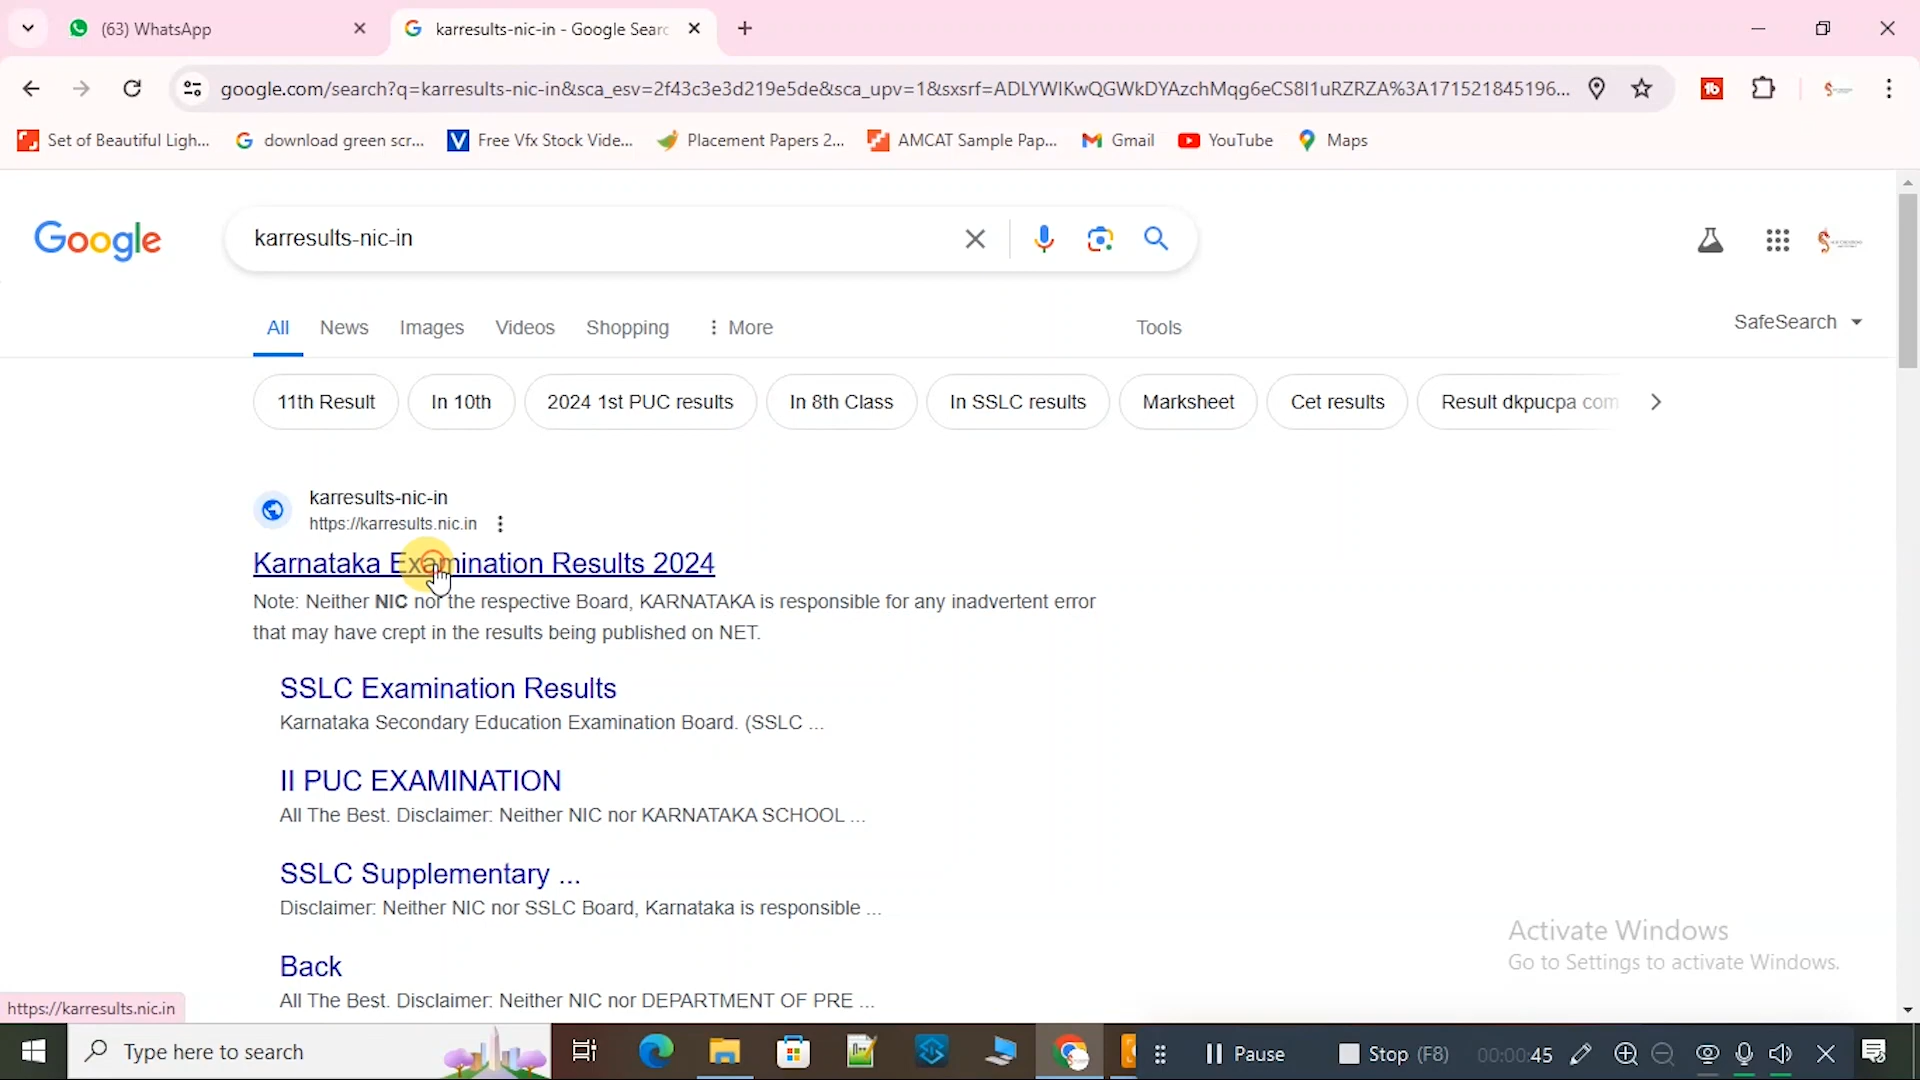 (63) WhatsApp
karresults-nic-in - Google Searc
google.com/search?q=karresults-nic-in&sca_esv=2f43c3e3d219e5de&sca_upv=1&sxsrf=ADLYWIKwQGWkDYAzchMqg6eCS8I1uRZRZA%3A171521845196...
Set of Beautiful Ligh...
download green scr...
Free Vfx Stock Vide...
Placement Papers 2...
AMCAT Sample Pap...
Gmail
YouTube
Maps
Google
karresults-nic-in
All News Images Videos Shopping More Tools SafeSearch
11th Result In 10th 2024 1st PUC results In 8th Class In SSLC results Marksheet Cet results Result dkpucpa com
karresults-nic-in
https://karresults.nic.in
Karnataka Examination Results 2024
Note: Neither NIC nor the respective Board, KARNATAKA is responsible for any inadvertent error
that may have crept in the results being published on NET.
SSLC Examination Results
Karnataka Secondary Education Examination Board. (SSLC ...
II PUC EXAMINATION
All The Best. Disclaimer: Neither NIC nor KARNATAKA SCHOOL ...
SSLC Supplementary ...
Disclaimer: Neither NIC nor SSLC Board, Karnataka is responsible ...
Back
All The Best. Disclaimer: Neither NIC nor DEPARTMENT OF PRE ...
Activate Windows
Go to Settings to activate Windows.
https://karresults.nic.in
Type here to search
Pause
Stop (F8)
00:00:45